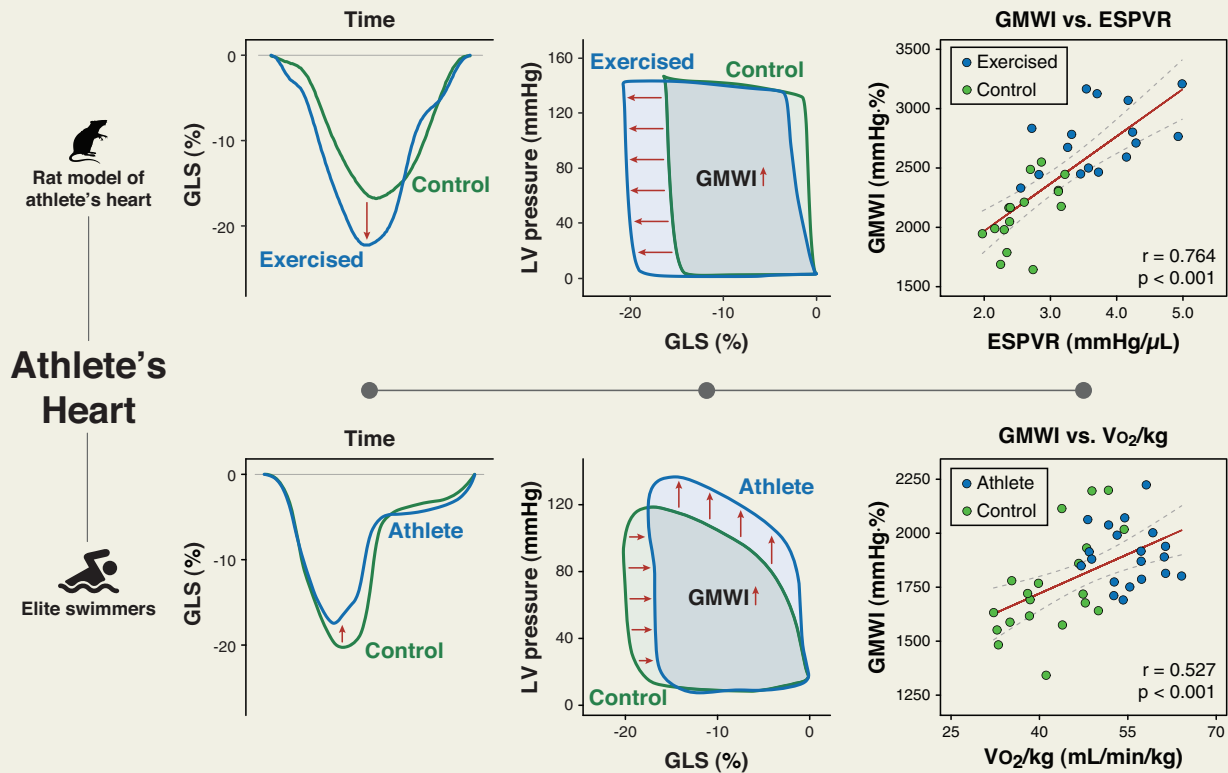 Time
GMWI vs. ESPVR
0
-10
-20
GLS (%)
Control
Exercised
160
120
80
40
0
LV pressure (mmHg)
Exercised
Control
GMWI↑
-20
-10
0
GLS (%)
3500
3000
2500
2000
1500
GMWI (mmHg·%)
Exercised
Control
r = 0.764
p < 0.001
2.0
3.0
4.0
5.0
ESPVR (mmHg/µL)
Rat model of
athlete's heart
Athlete's
Heart
Elite swimmers
Time
0
-10
-20
GLS (%)
Athlete
Control
120
80
40
0
LV pressure (mmHg)
Athlete
GMWI↑
Control
-20
-10
0
GLS (%)
GMWI vs. VO2/kg
2250
2000
1750
1500
1250
GMWI (mmHg·%)
Athlete
Control
r = 0.527
p < 0.001
25
40
55
70
VO2/kg (mL/min/kg)